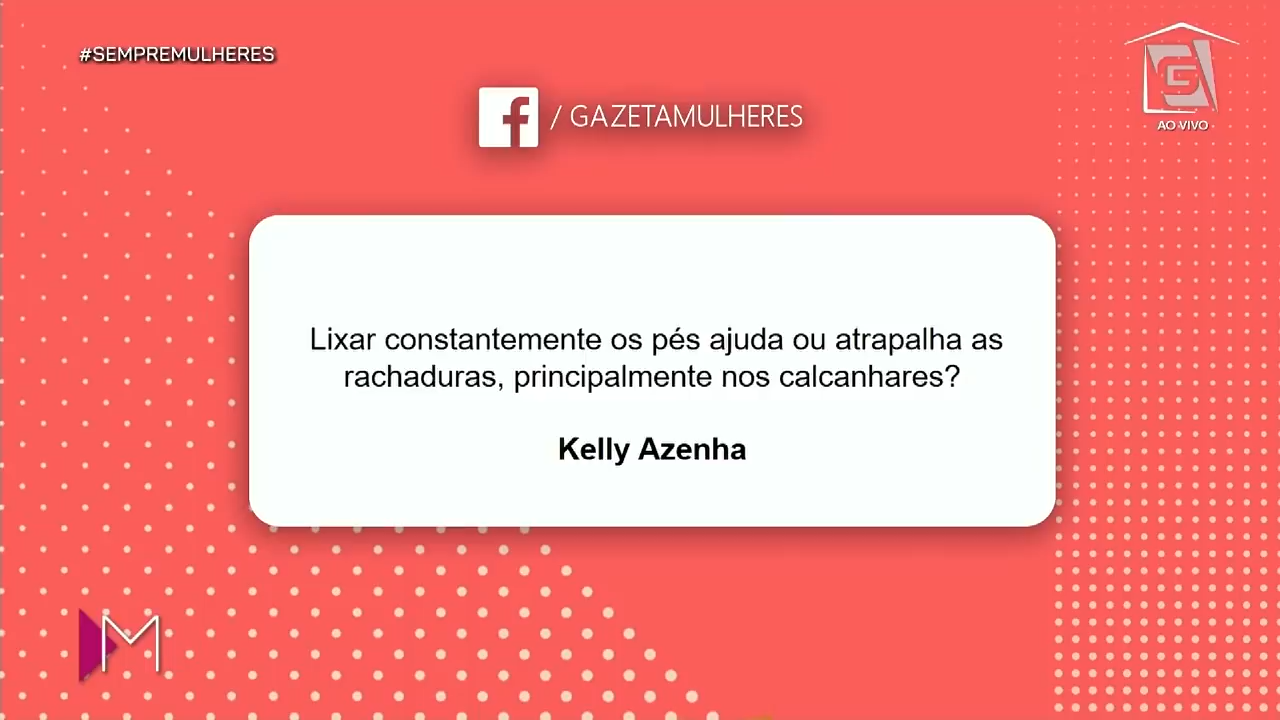 #SEMPREMULHERES
/ GAZETAMULHERES
AO VIVO
Lixar constantemente os pés ajuda ou atrapalha as
rachaduras, principalmente nos calcanhares?
Kelly Azenha
M